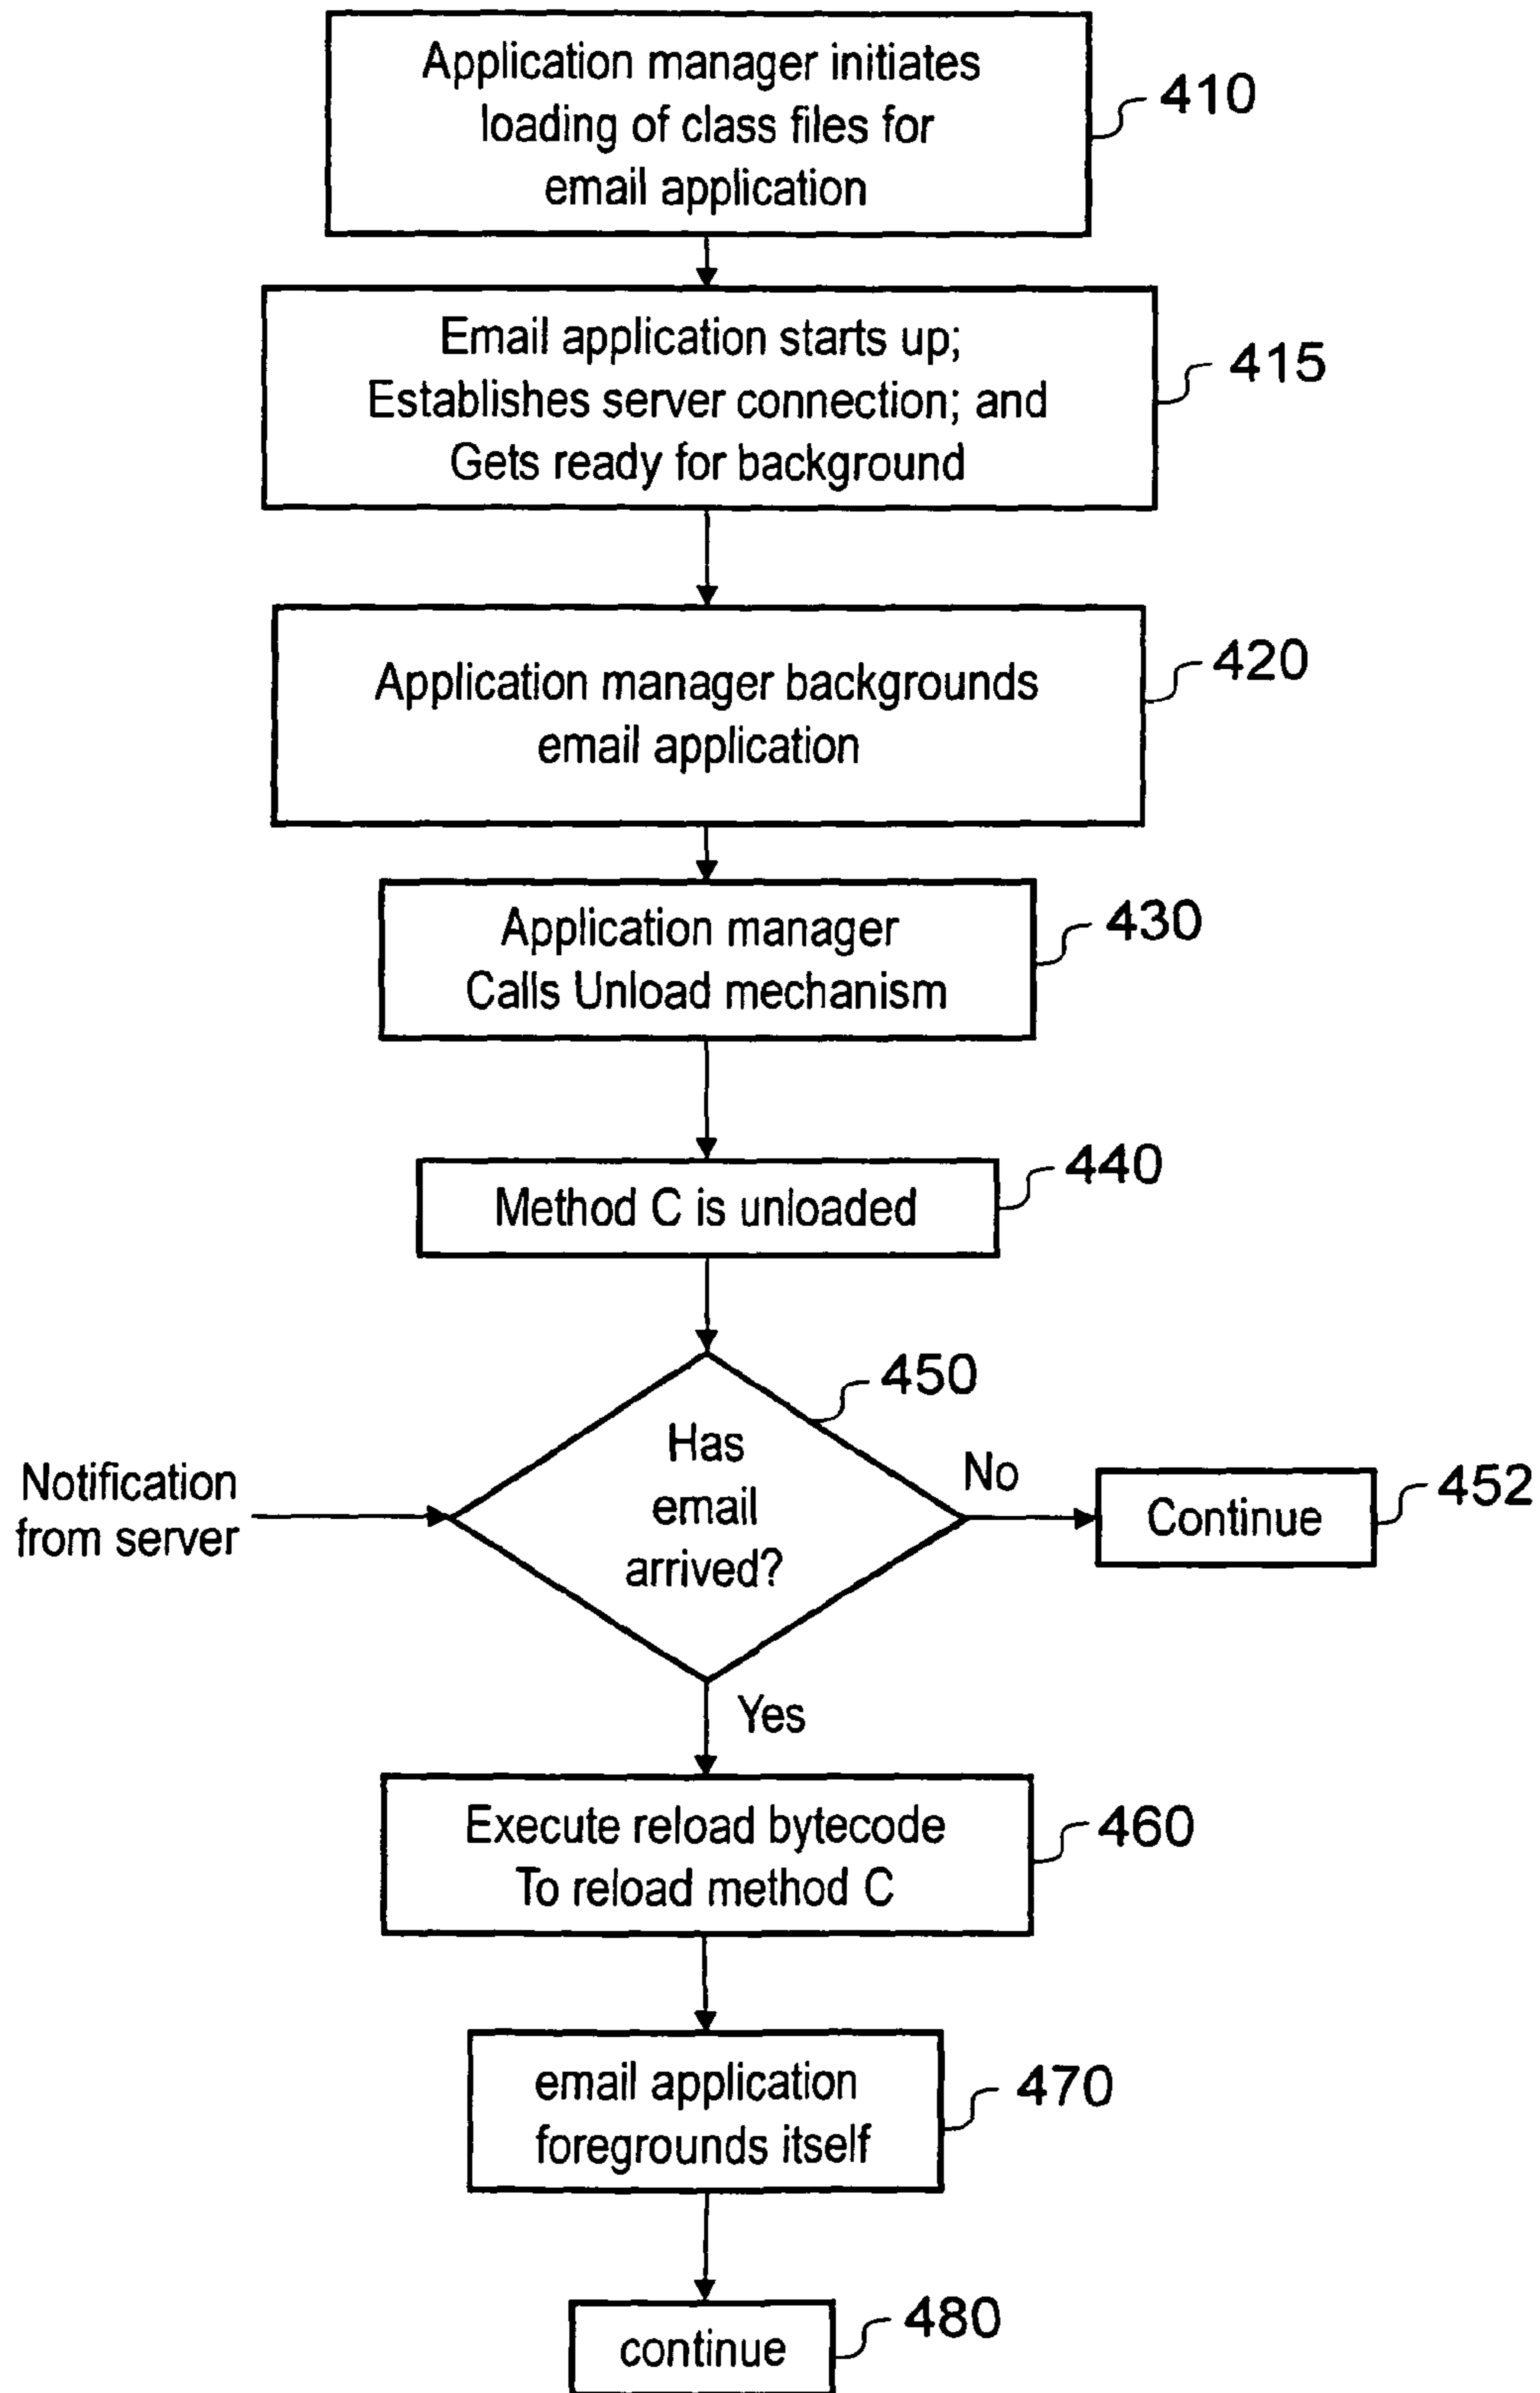 Application manager initiates
loading of class files for
email application
410
Email application starts up;
Establishes server connection; and
Gets ready for background
415
Application manager backgrounds
email application
420
Application manager
Calls Unload mechanism
430
Method C is unloaded
440
Has
email
arrived?
450
Notification
from server
No
Continue
452
Yes
Execute reload bytecode
To reload method C
460
email application
foregrounds itself
470
continue
480